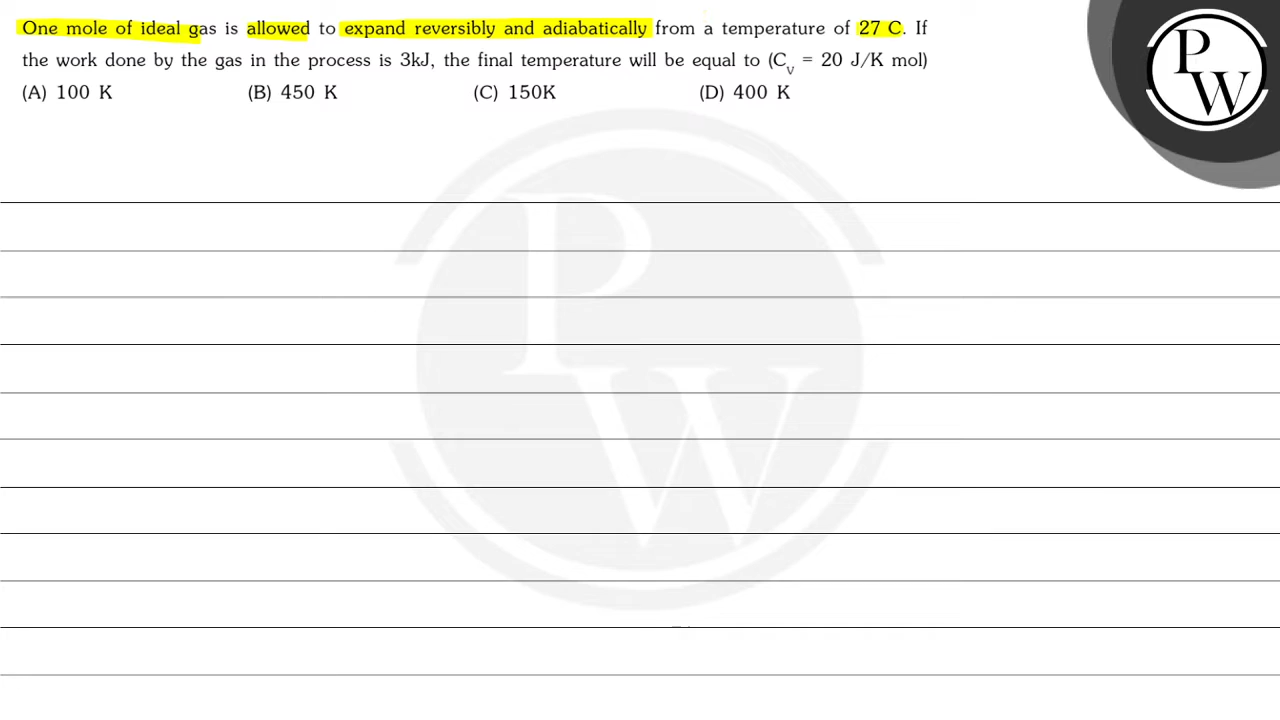 One mole of ideal gas is allowed to expand reversibly and adiabatically from a temperature of 27 C. If
the work done by the gas in the process is 3kJ, the final temperature will be equal to (Cv = 20 J/K mol)
(A) 100 K (B) 450 K (C) 150K (D) 400 K
PW
PW